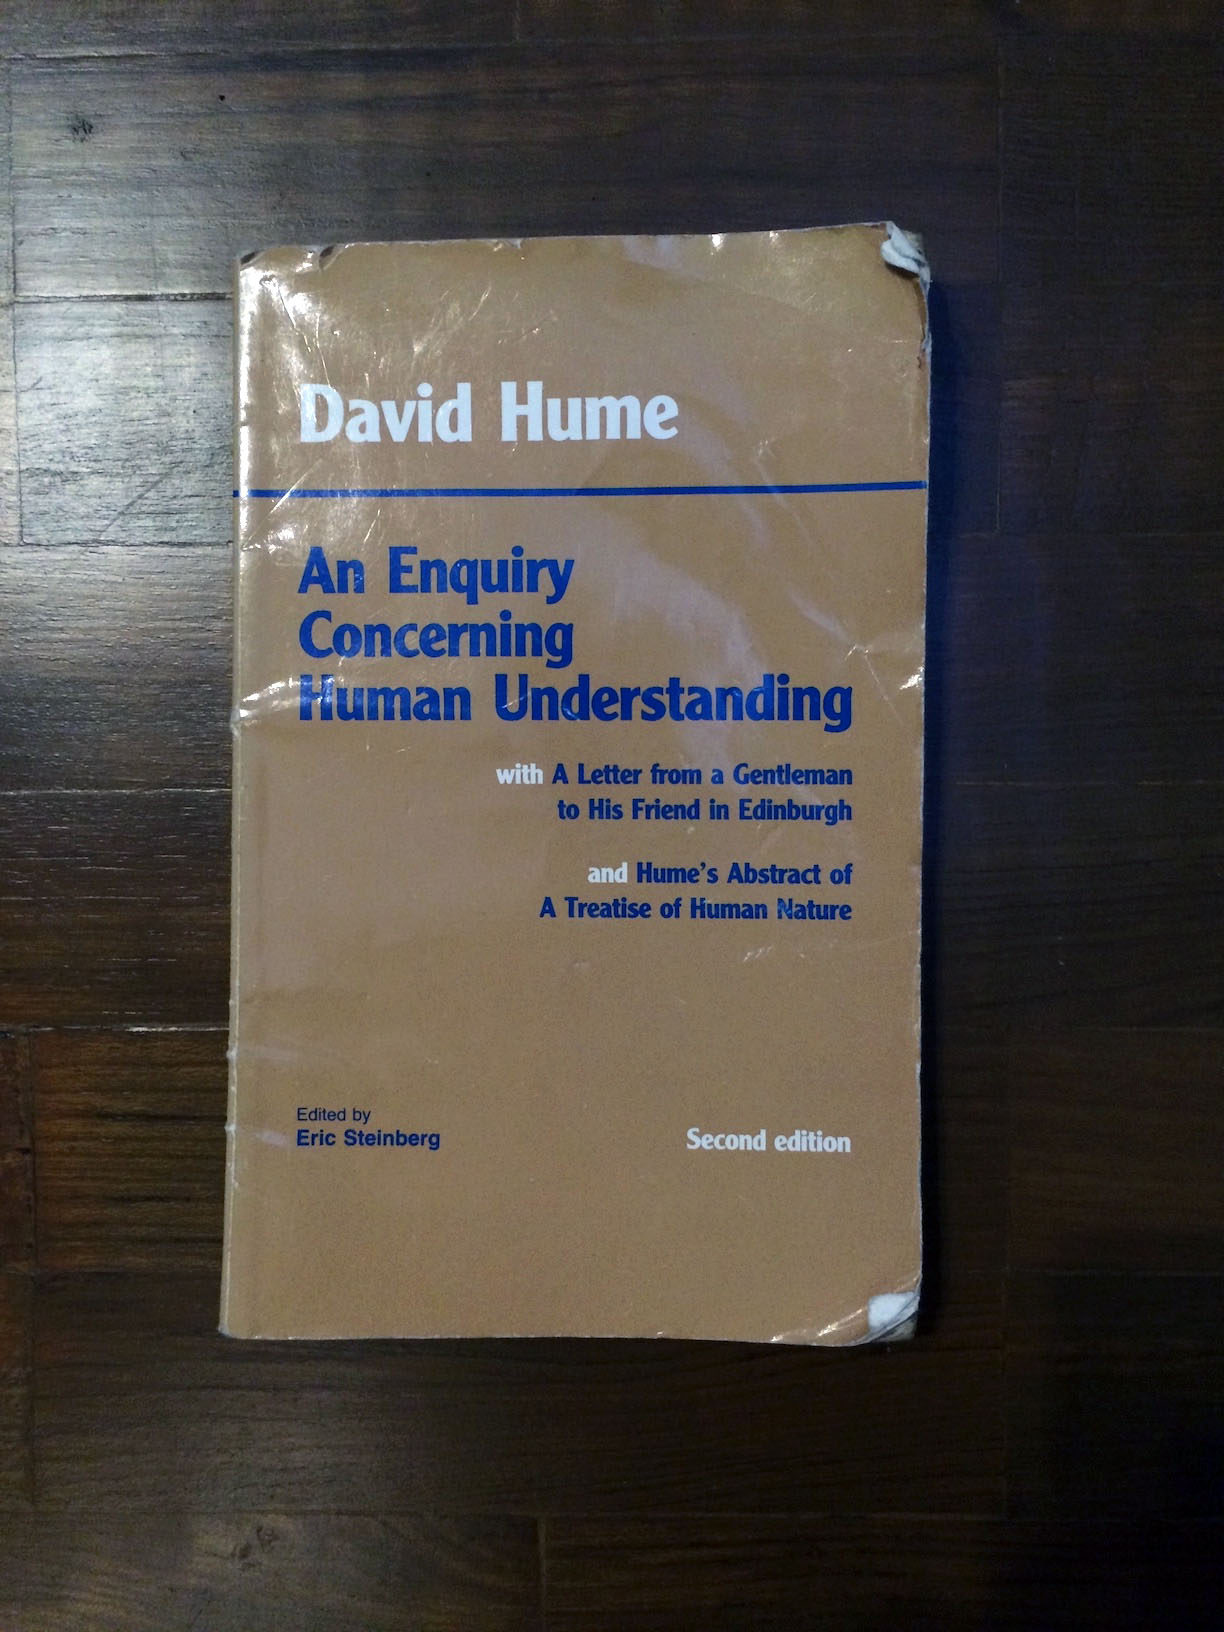 David Hume
An Enquiry
Concerning
Human Understanding
with A Letter from a Gentleman
to His Friend in Edinburgh
and Hume's Abstract of
A Treatise of Human Nature
Edited by
Eric Steinberg
Second edition